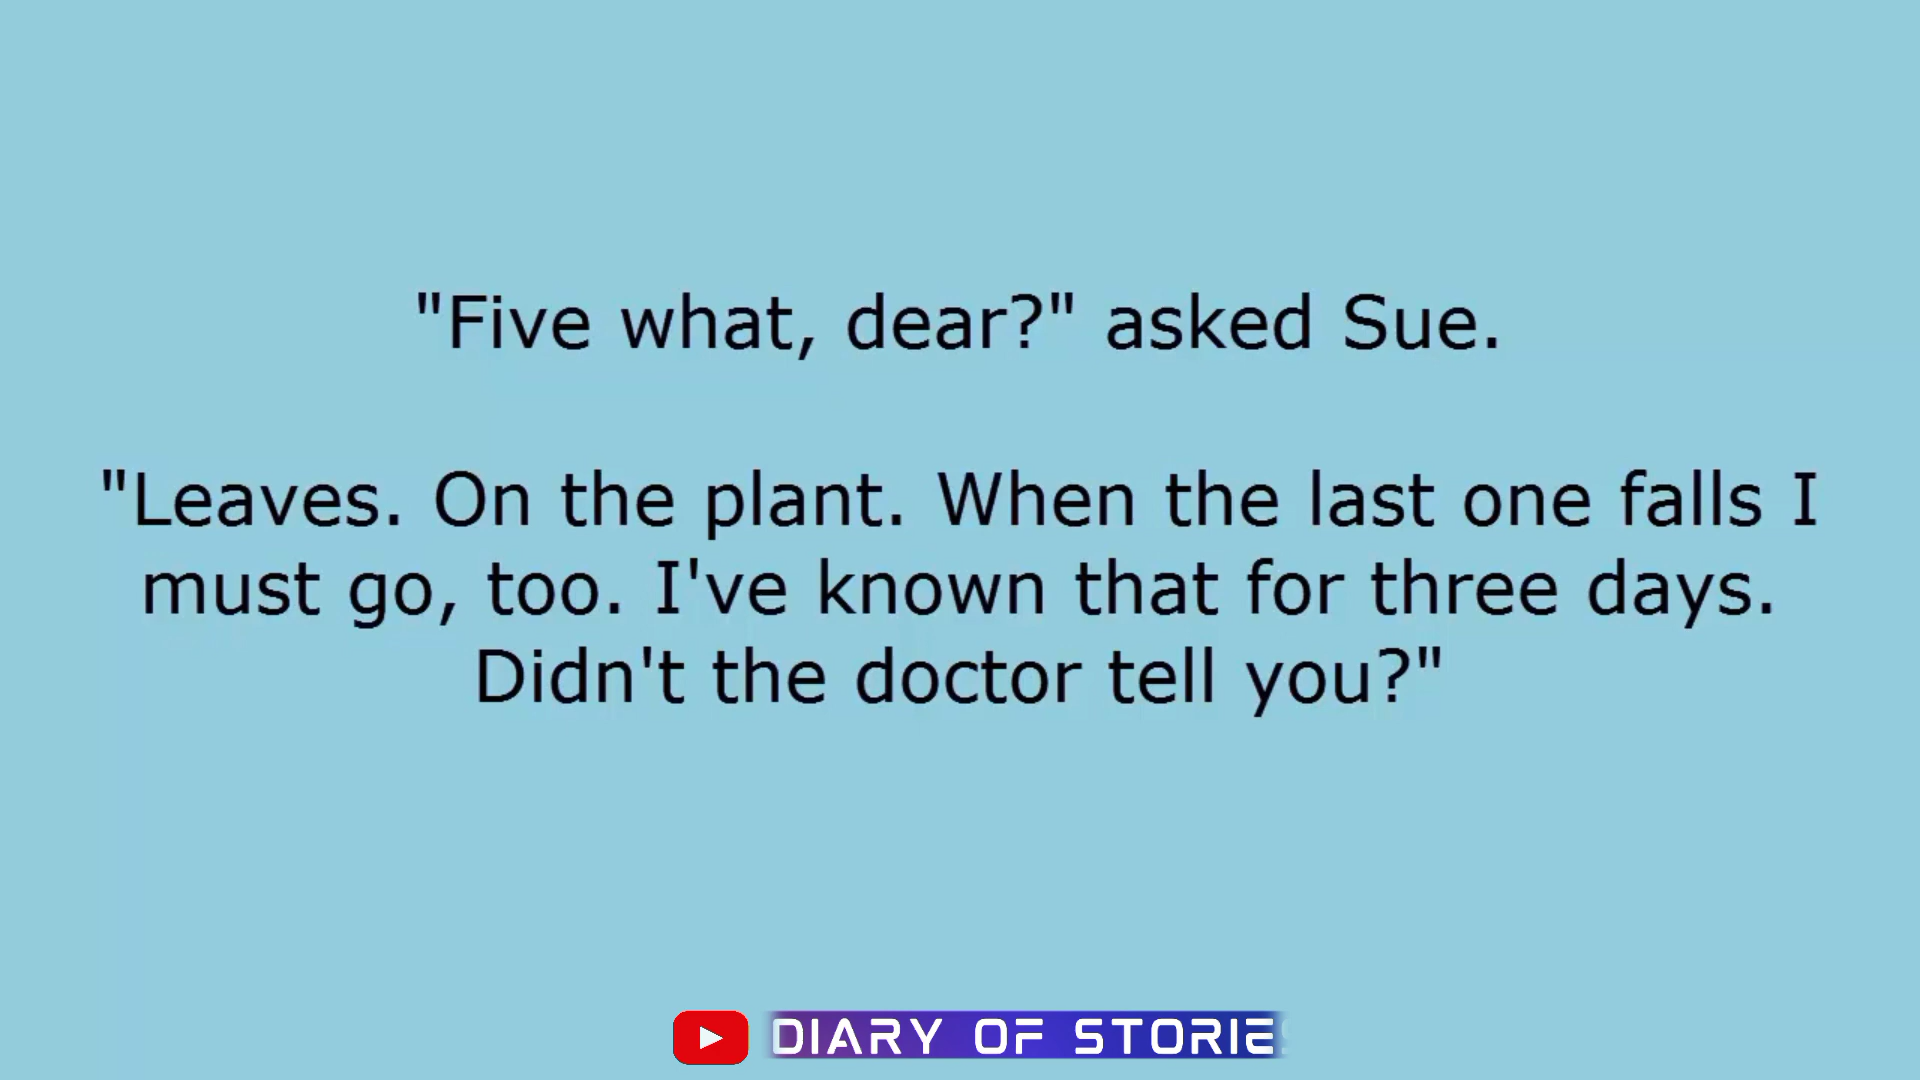 "Five what, dear?" asked Sue.
"Leaves. On the plant. When the last one falls I
must go, too. I've known that for three days.
Didn't the doctor tell you?"
DIARY OF STORIES